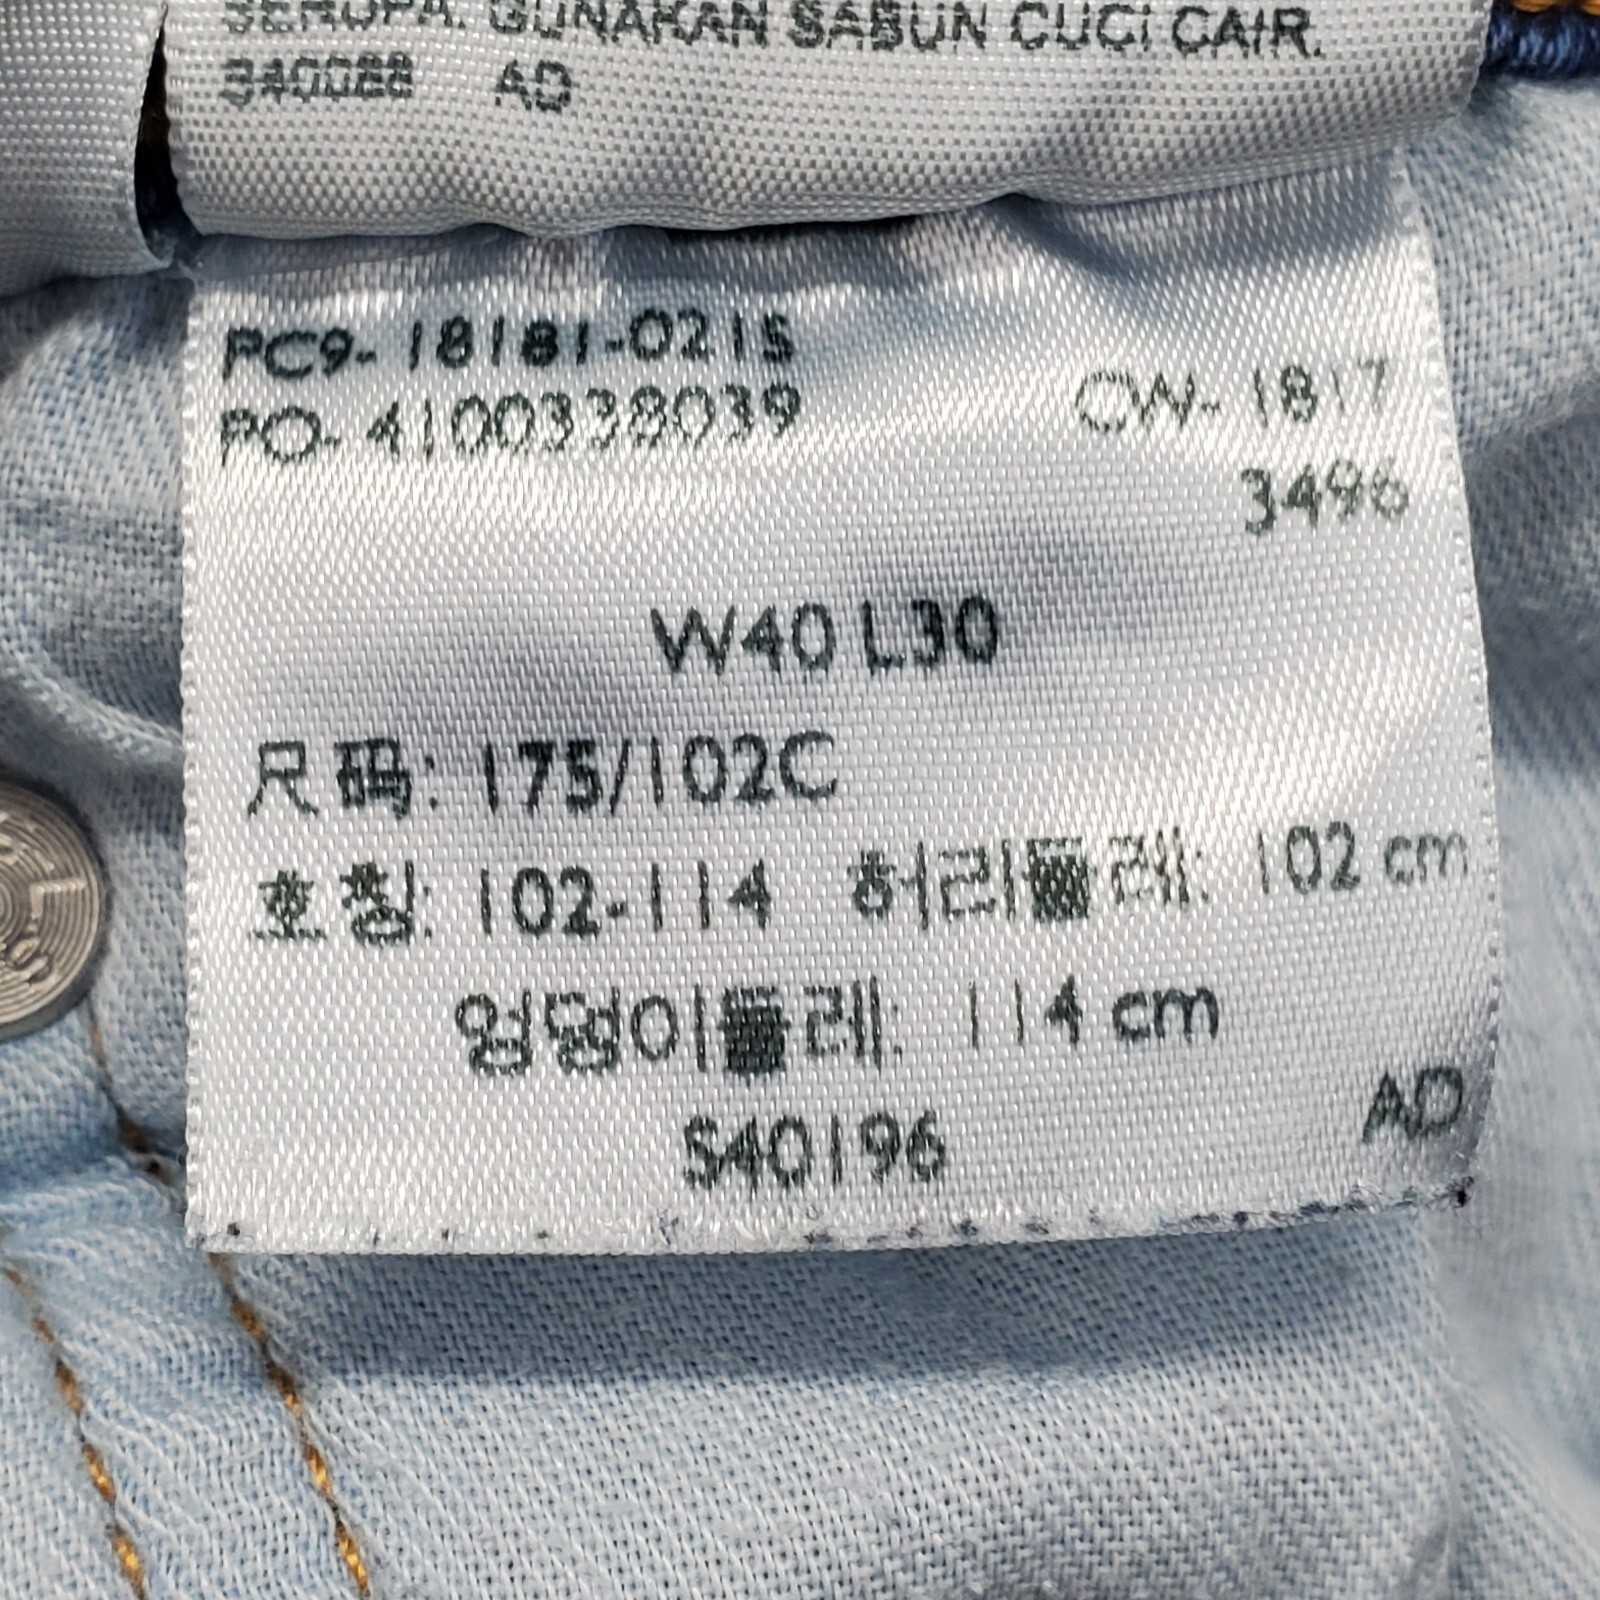 SERUPA. GUNAKAN SABUN CUCI CAIR.
340088 AD
PC9- 18181-0215
PO- 4100338039 CW- 1817
3496
W40 L30
尺码: 175/102C
호칭: 102-114 허리둘레: 102 cm
엉덩이둘레: 114 cm
AD
S40196